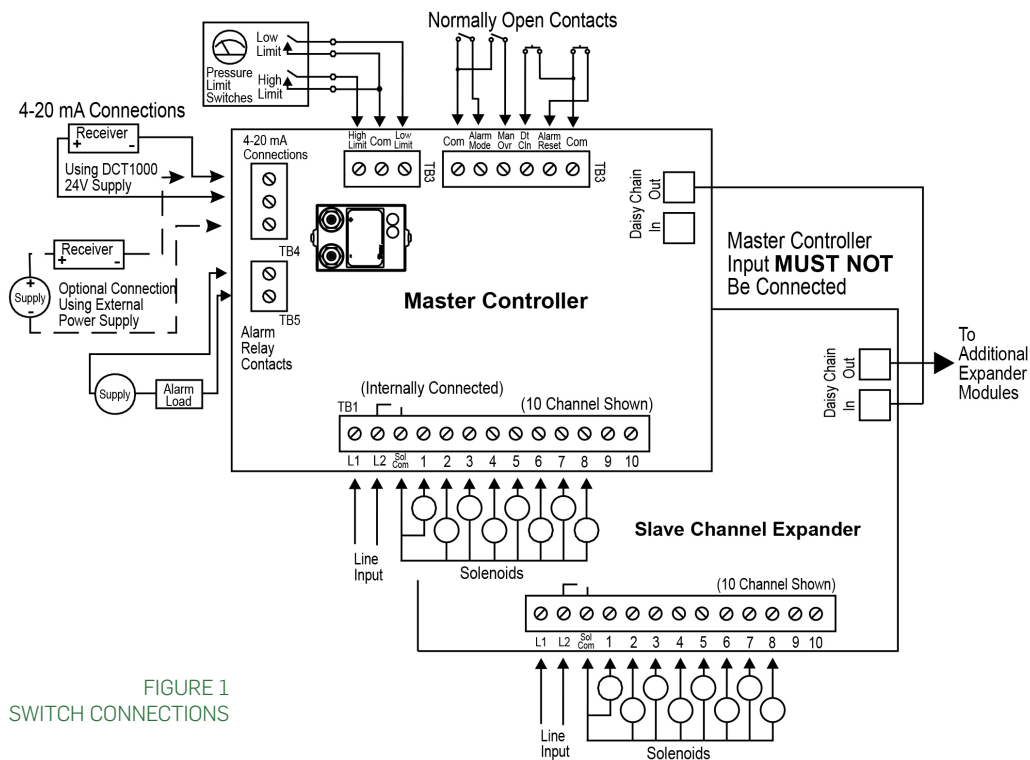 Normally Open Contacts
Low
Limit
Pressure
Limit
Switches
High
Limit
4-20 mA Connections
Receiver
+ -
Using DCT1000
24V Supply
4-20 mA
Connections
TB4
High
Limit
Com
Low
Limit
TB3
Com
Alarm
Mode
Man
Ovr
Dt
Cln
Alarm
Reset
Com
TB3
Daisy Chain
Out
In
Receiver
+ -
+
Supply
-
Optional Connection
Using External
Power Supply
TB5
Alarm
Relay
Contacts
Supply
Alarm
Load
Master Controller
Master Controller
Input MUST NOT
Be Connected
Daisy Chain
Out
In
To
Additional
Expander
Modules
(Internally Connected)
TB1
(10 Channel Shown)
L1 L2 Sol Com 1 2 3 4 5 6 7 8 9 10
Line
Input
Solenoids
Slave Channel Expander
(10 Channel Shown)
L1 L2 Sol Com 1 2 3 4 5 6 7 8 9 10
Line
Input
Solenoids
FIGURE 1
SWITCH CONNECTIONS